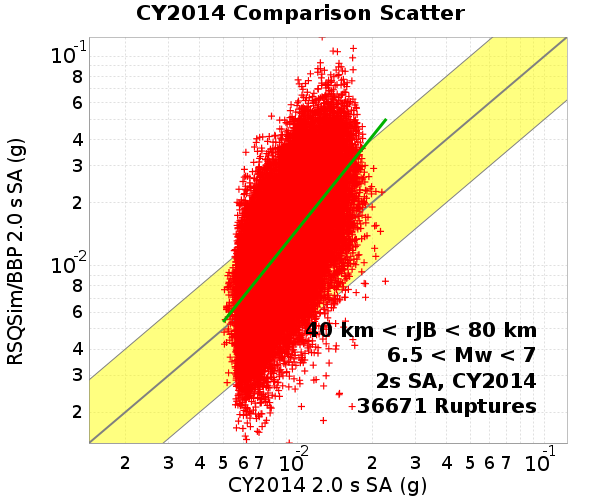 CY2014 Comparison Scatter
RSQSim/BBP 2.0 s SA (g)
10-1
8
6
4
3
2
10-2
8
6
4
3
2
40 km < rJB < 80 km
6.5 < Mw < 7
2s SA, CY2014
36671 Ruptures
2 3 4 5 6 7 10-2 2 3 4 5 6 7 10-1
CY2014 2.0 s SA (g)